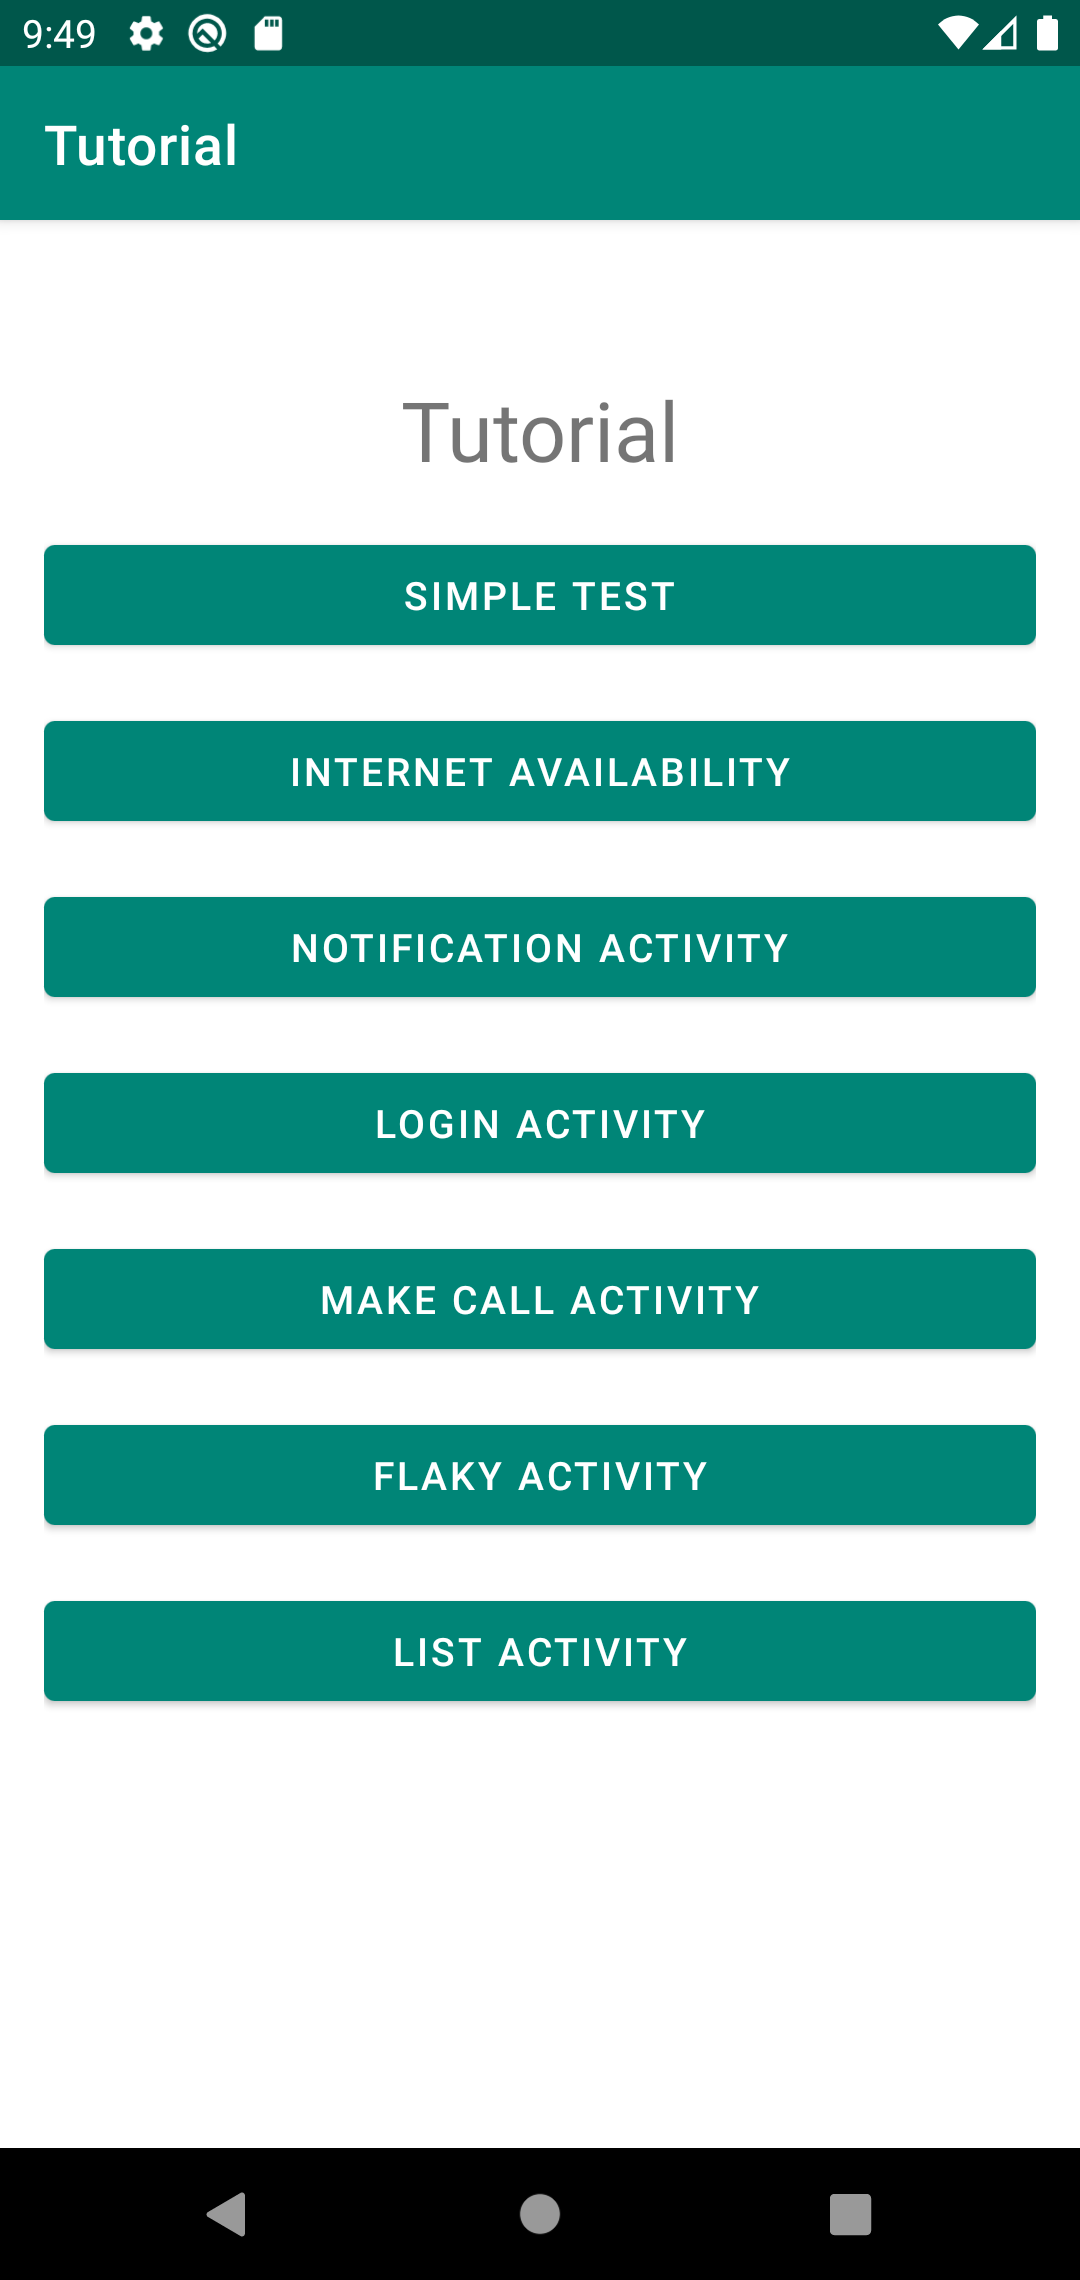 9:49
Tutorial
Tutorial
SIMPLE TEST
INTERNET AVAILABILITY
NOTIFICATION ACTIVITY
LOGIN ACTIVITY
MAKE CALL ACTIVITY
FLAKY ACTIVITY
LIST ACTIVITY